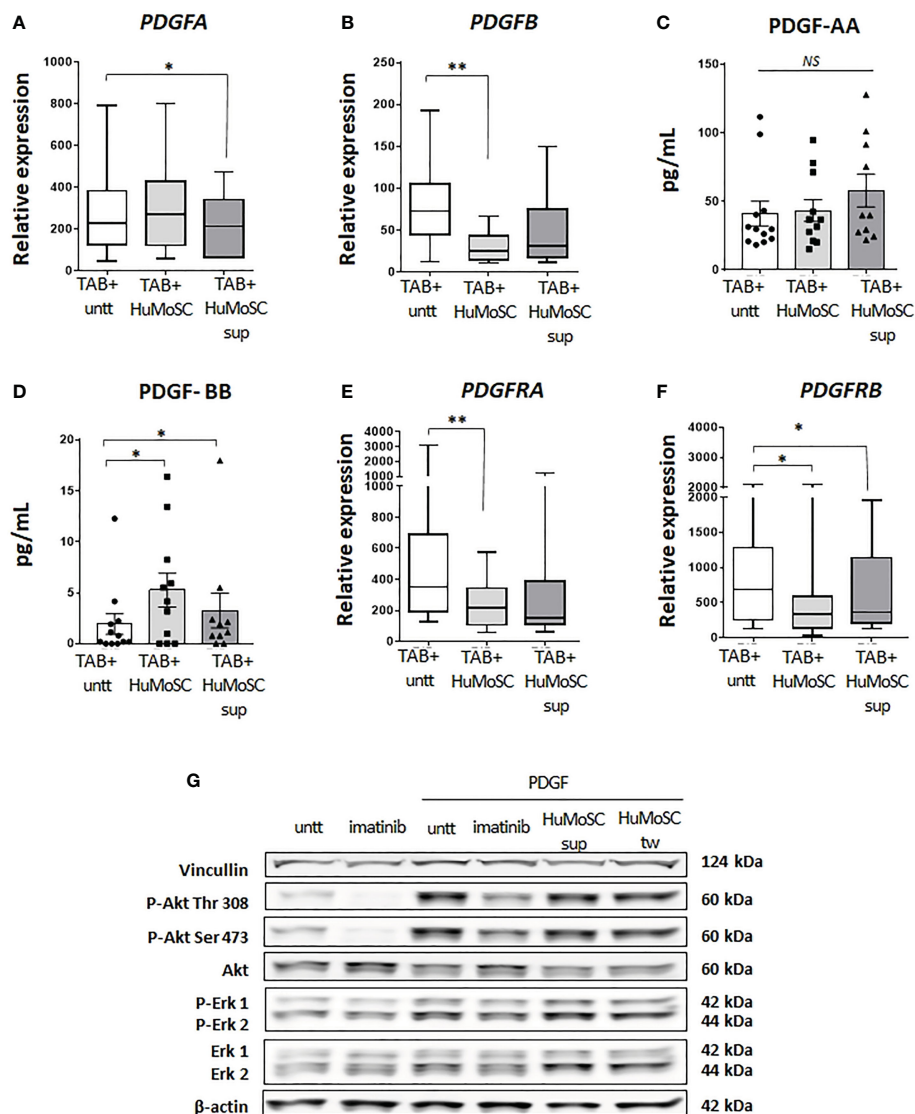 A
PDGFA
Relative expression
1000
800
600
400
200
0
*
TAB+ untt
TAB+ HuMoSC
TAB+ HuMoSC sup
B
PDGFB
Relative expression
250
200
150
100
50
0
**
TAB+ untt
TAB+ HuMoSC
TAB+ HuMoSC sup
C
PDGF-AA
pg/mL
150
100
50
0
NS
TAB+ untt
TAB+ HuMoSC
TAB+ HuMoSC sup
D
PDGF- BB
pg/mL
20
15
10
5
0
*
*
TAB+ untt
TAB+ HuMoSC
TAB+ HuMoSC sup
E
PDGFRA
Relative expression
4000
3000
2000
1000
1000
800
600
400
200
0
**
TAB+ untt
TAB+ HuMoSC
TAB+ HuMoSC sup
F
PDGFRB
Relative expression
4000
3000
2000
2000
1500
1000
500
0
*
*
TAB+ untt
TAB+ HuMoSC
TAB+ HuMoSC sup
G
PDGF
untt imatinib untt imatinib HuMoSC sup HuMoSC tw
Vincullin 124 kDa
P-Akt Thr 308 60 kDa
P-Akt Ser 473 60 kDa
Akt 60 kDa
P-Erk 1 42 kDa
P-Erk 2 44 kDa
Erk 1 42 kDa
Erk 2 44 kDa
β-actin 42 kDa